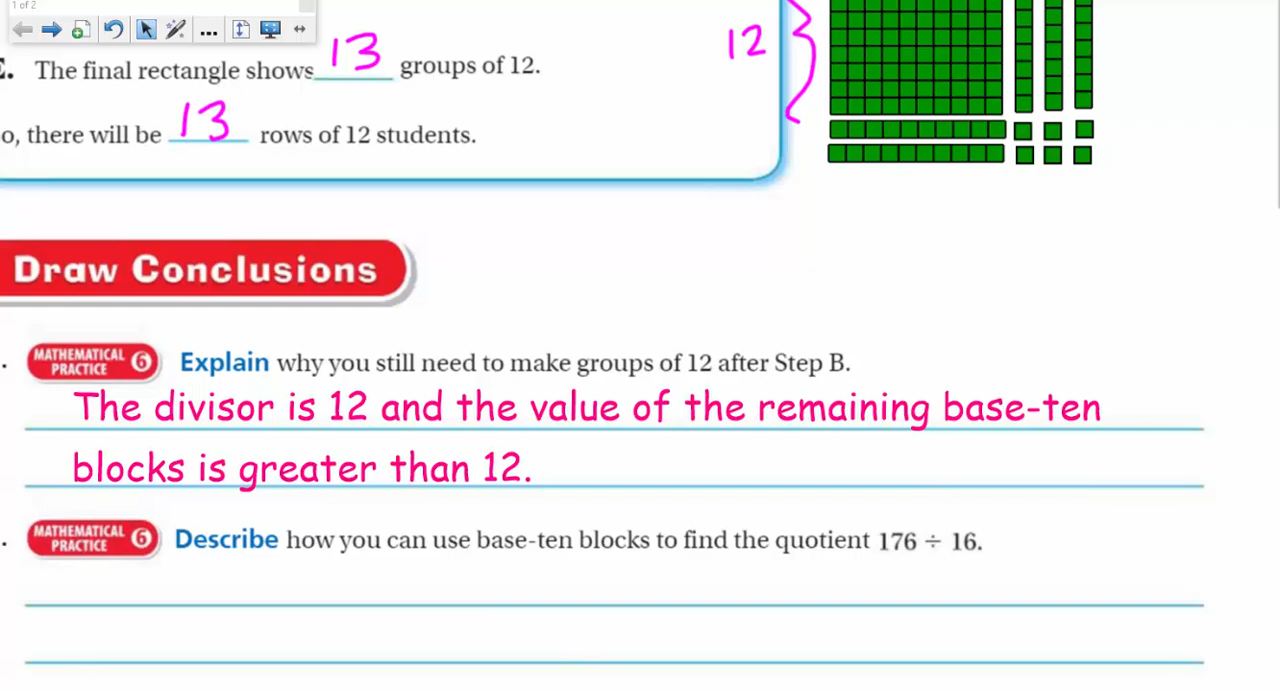 1 of 2
E. The final rectangle shows 13 groups of 12.
12
o, there will be 13 rows of 12 students.
Draw Conclusions
MATHEMATICAL PRACTICE 6 Explain why you still need to make groups of 12 after Step B.
The divisor is 12 and the value of the remaining base-ten
blocks is greater than 12.
MATHEMATICAL PRACTICE 6 Describe how you can use base-ten blocks to find the quotient 176 ÷ 16.